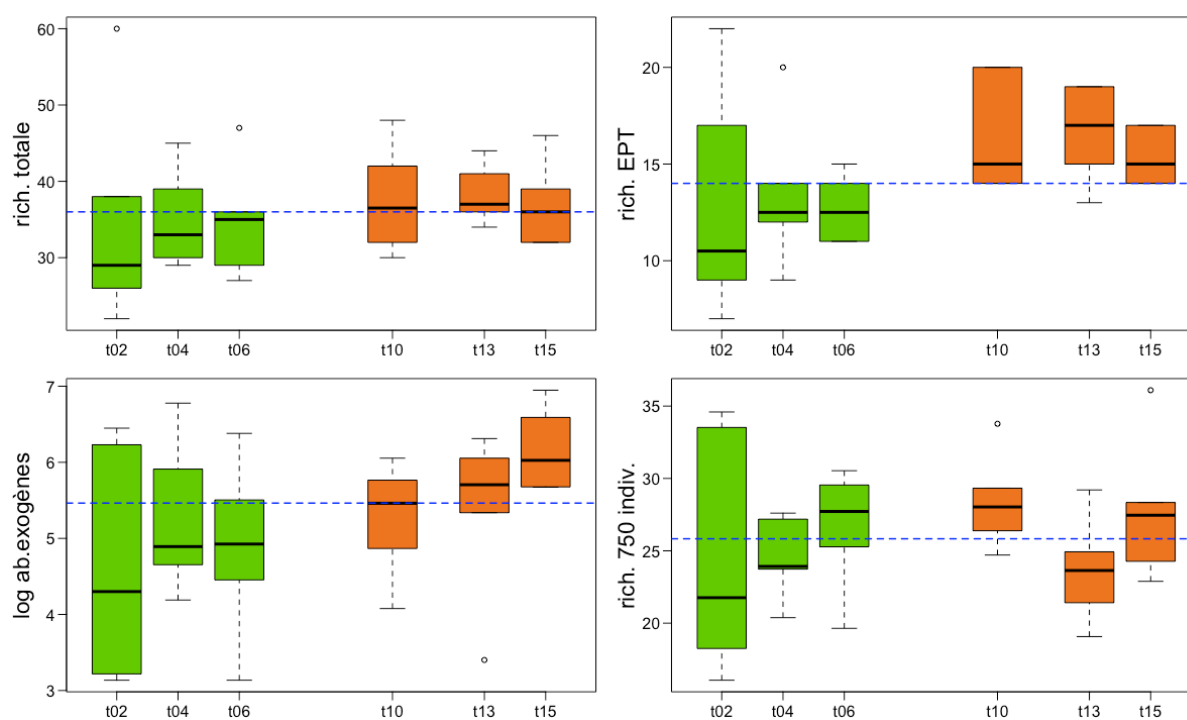 rich. totale
60
50
40
30
t02 t04 t06 t10 t13 t15
rich. EPT
20
15
10
t02 t04 t06 t10 t13 t15
log ab.exogènes
7
6
5
4
3
t02 t04 t06 t10 t13 t15
rich. 750 indiv.
35
30
25
20
t02 t04 t06 t10 t13 t15